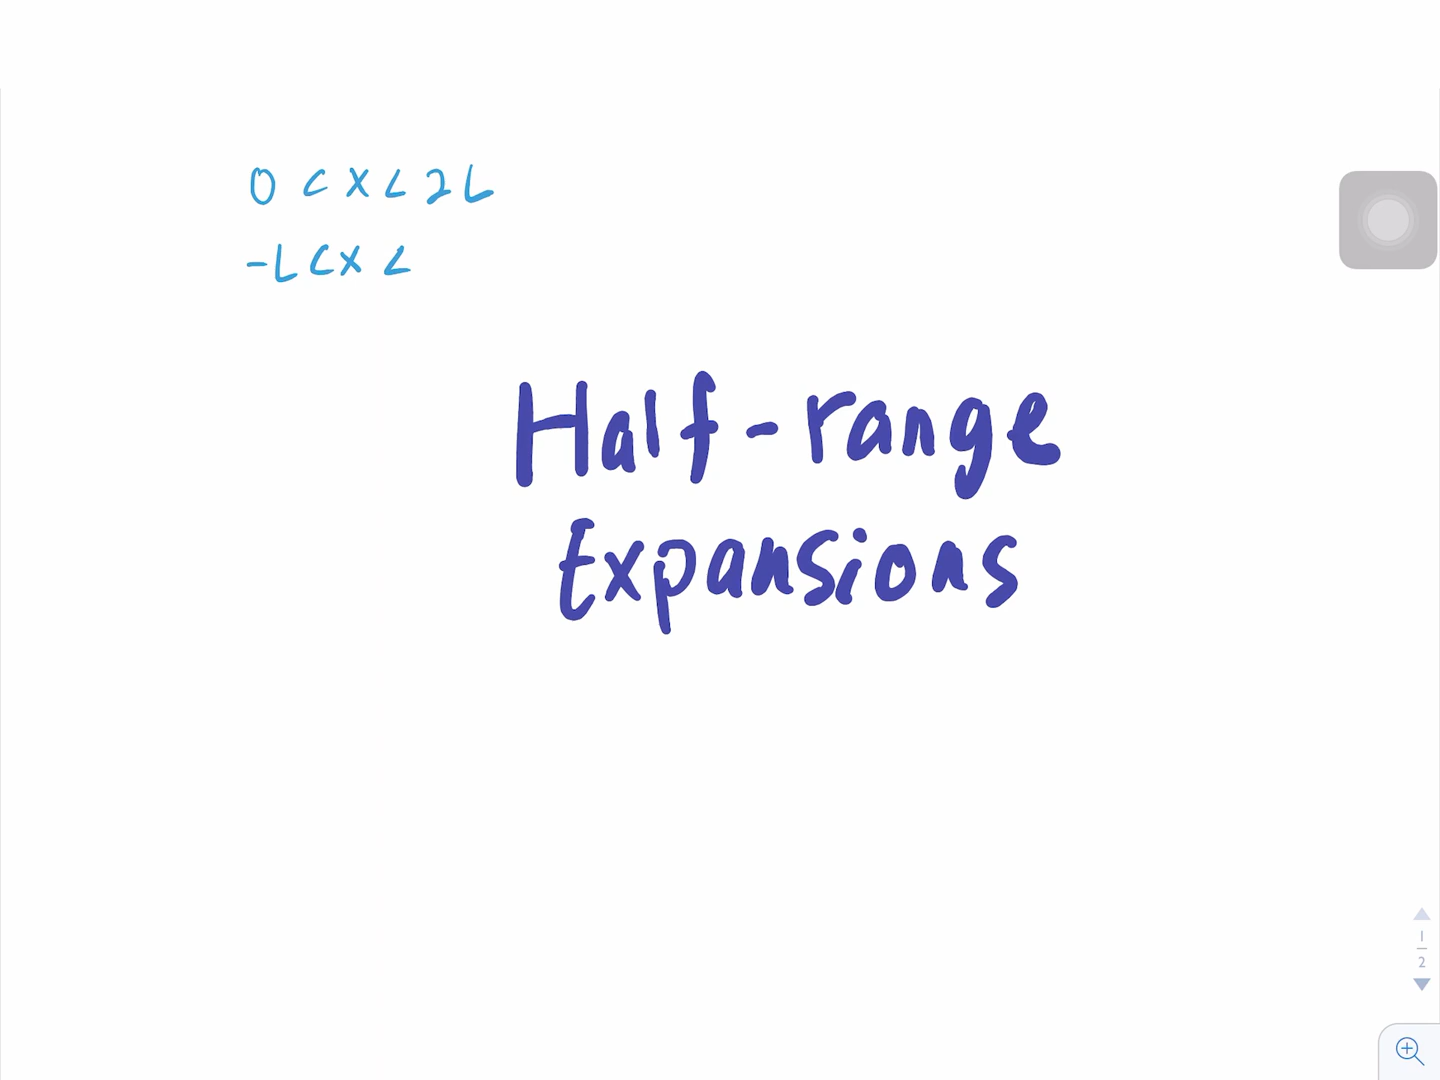 0 < x < 2L
-L < x <
Half-range
Expansions
1
2